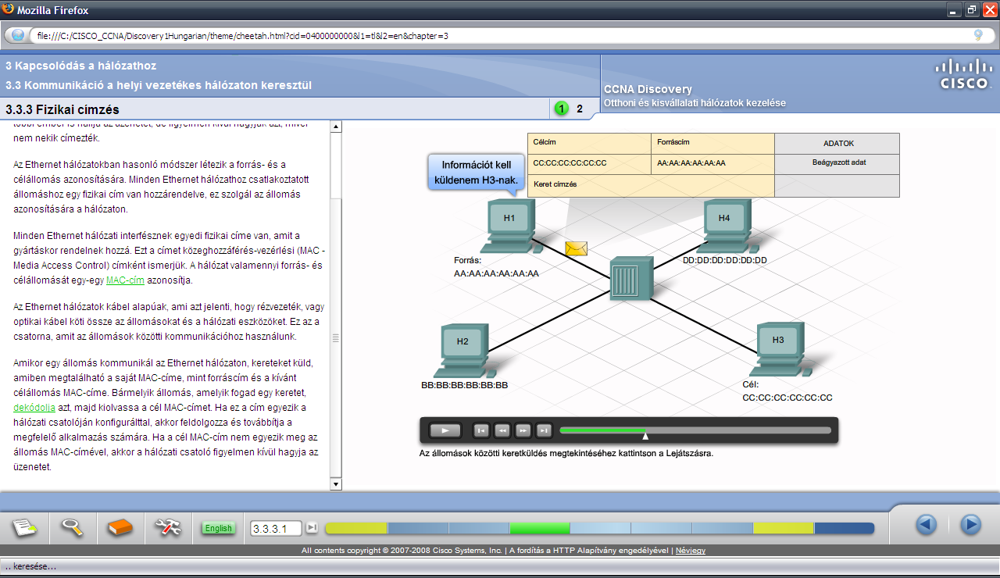 Mozilla Firefox
file:///C:/CISCO_CCNA/Discovery1Hungarian/theme/cheetah.html?cid=0400000000&l1=tl&l2=en&chapter=3
3 Kapcsolódás a hálózathoz
3.3 Kommunikáció a helyi vezetékes hálózaton keresztül
3.3.3 Fizikai címzés
1 2
CCNA Discovery
Otthoni és kisvállalati hálózatok kezelése
CISCO
többi ember is hallja az üzenetet, de figyelmen kívül hagyják azt, mivel
nem nekik címezték.
Az Ethernet hálózatokban hasonló módszer létezik a forrás- és a
célállomás azonosítására. Minden Ethernet hálózathoz csatlakoztatott
állomáshoz egy fizikai cím van hozzárendelve, ez szolgál az állomás
azonosítására a hálózaton.
Minden Ethernet hálózati interfésznek egyedi fizikai címe van, amit a
gyártáskor rendelnek hozzá. Ezt a címet közeghozzáférés-vezérlési (MAC -
Media Access Control) címként ismerjük. A hálózat valamennyi forrás- és
célállomását egy-egy MAC-cím azonosítja.
Az Ethernet hálózatok kábel alapúak, ami azt jelenti, hogy rézvezeték, vagy
optikai kábel köti össze az állomásokat és a hálózati eszközöket. Ez az a
csatorna, amit az állomások közötti kommunikációhoz használunk.
Amikor egy állomás kommunikál az Ethernet hálózaton, kereteket küld,
amiben megtalálható a saját MAC-címe, mint forráscím és a kívánt
célállomás MAC-címe. Bármelyik állomás, amelyik fogad egy keretet,
dekódolja azt, majd kiolvassa a cél MAC-címet. Ha ez a cím egyezik a
hálózati csatolóján konfigurálttal, akkor feldolgozza és továbbítja a
megfelelő alkalmazás számára. Ha a cél MAC-cím nem egyezik meg az
állomás MAC-címével, akkor a hálózati csatoló figyelmen kívül hagyja az
üzenetet.
Célcím Forráscím ADATOK
CC:CC:CC:CC:CC:CC AA:AA:AA:AA:AA:AA Beágyazott adat
Keret címzés
Információt kell
küldenem H3-nak.
H1
Forrás:
AA:AA:AA:AA:AA:AA
H4
DD:DD:DD:DD:DD:DD
H2
BB:BB:BB:BB:BB:BB
H3
Cél:
CC:CC:CC:CC:CC:CC
Az állomások közötti keretküldés megtekintéséhez kattintson a Lejátszásra.
English
3.3.3.1
All contents copyright © 2007-2008 Cisco Systems, Inc. | A fordítás a HTTP Alapítvány engedélyével | Névjegy
.. keresése...